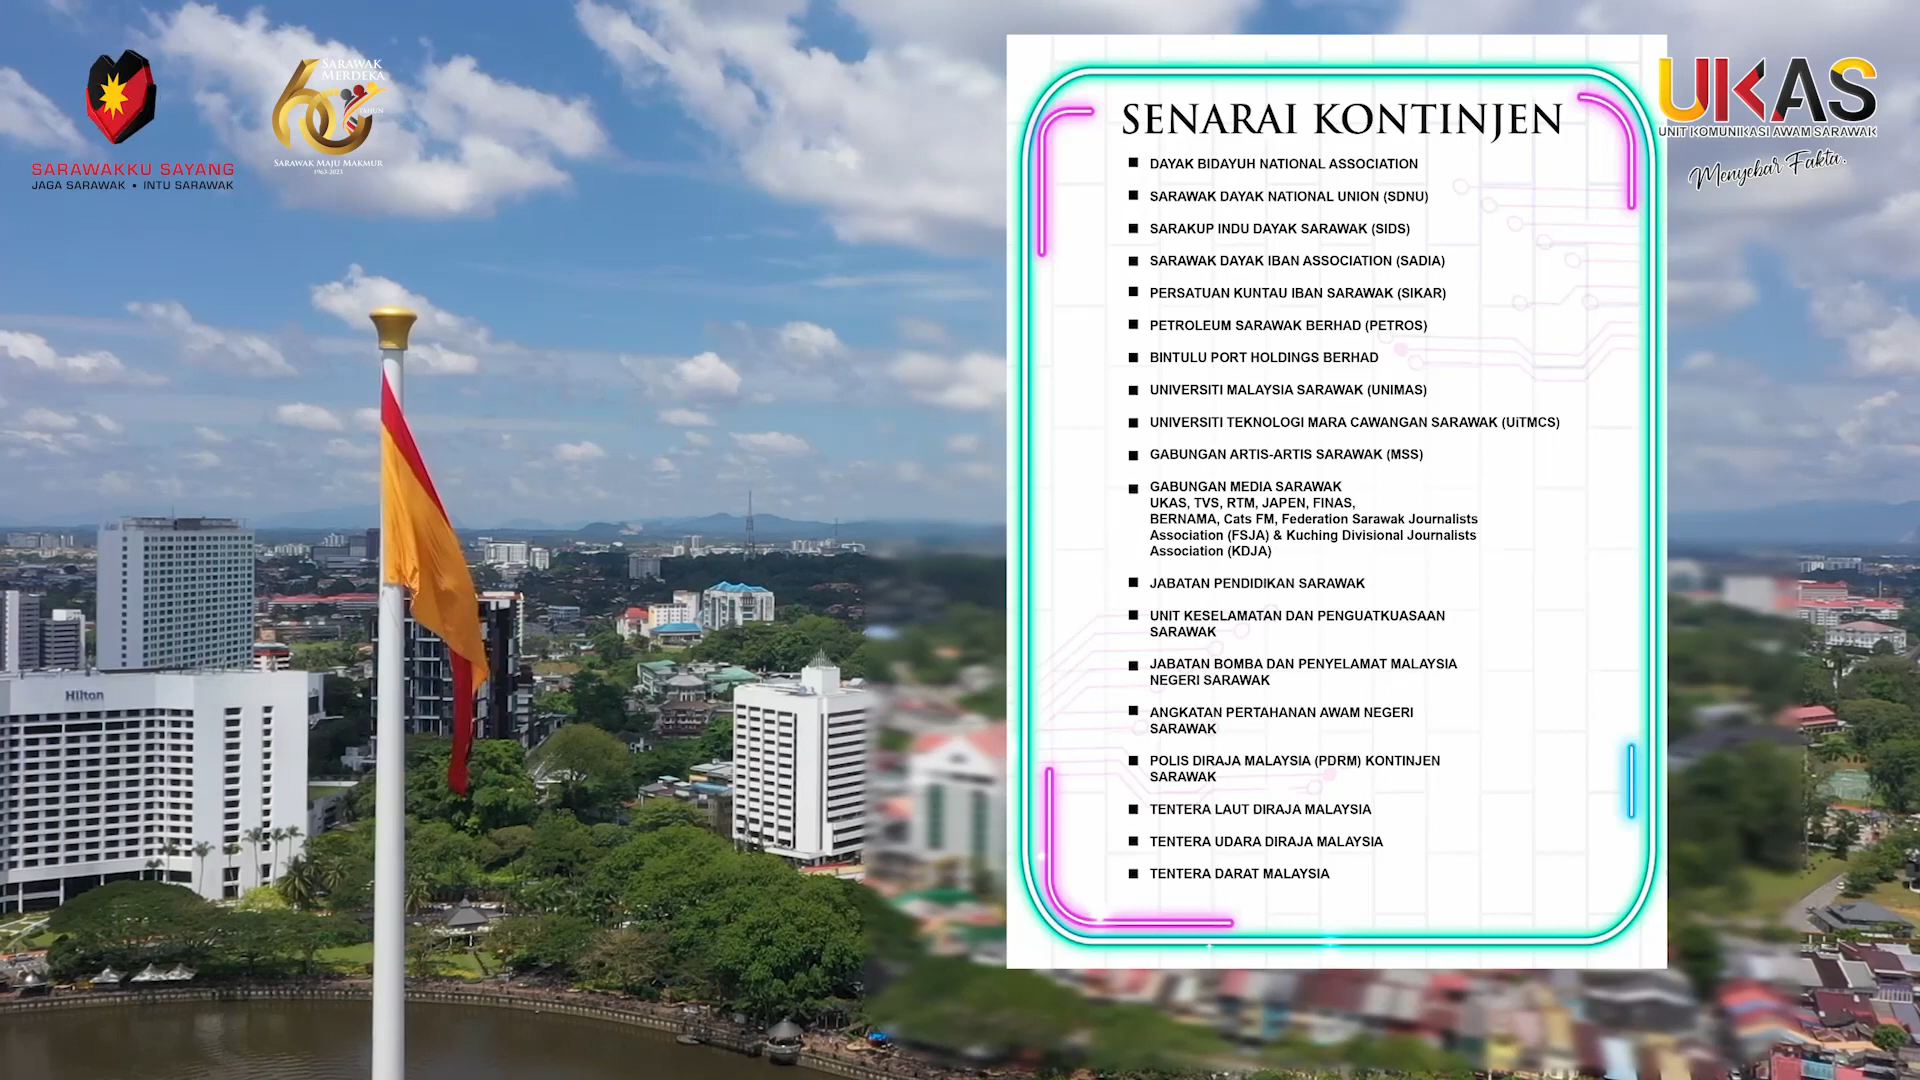 SARAWAKKU SAYANG
JAGA SARAWAK • INTU SARAWAK
60
SARAWAK
MERDEKA
TAHUN
SARAWAK MAJU MAKMUR
1963-2023
UKAS
UNIT KOMUNIKASI AWAM SARAWAK
Menyebar Fakta.
Hilton
SENARAI KONTINJEN
■ DAYAK BIDAYUH NATIONAL ASSOCIATION
■ SARAWAK DAYAK NATIONAL UNION (SDNU)
■ SARAKUP INDU DAYAK SARAWAK (SIDS)
■ SARAWAK DAYAK IBAN ASSOCIATION (SADIA)
■ PERSATUAN KUNTAU IBAN SARAWAK (SIKAR)
■ PETROLEUM SARAWAK BERHAD (PETROS)
■ BINTULU PORT HOLDINGS BERHAD
■ UNIVERSITI MALAYSIA SARAWAK (UNIMAS)
■ UNIVERSITI TEKNOLOGI MARA CAWANGAN SARAWAK (UiTMCS)
■ GABUNGAN ARTIS-ARTIS SARAWAK (MSS)
■ GABUNGAN MEDIA SARAWAK
UKAS, TVS, RTM, JAPEN, FINAS,
BERNAMA, Cats FM, Federation Sarawak Journalists
Association (FSJA) & Kuching Divisional Journalists
Association (KDJA)
■ JABATAN PENDIDIKAN SARAWAK
■ UNIT KESELAMATAN DAN PENGUATKUASAAN
SARAWAK
■ JABATAN BOMBA DAN PENYELAMAT MALAYSIA
NEGERI SARAWAK
■ ANGKATAN PERTAHANAN AWAM NEGERI
SARAWAK
■ POLIS DIRAJA MALAYSIA (PDRM) KONTINJEN
SARAWAK
■ TENTERA LAUT DIRAJA MALAYSIA
■ TENTERA UDARA DIRAJA MALAYSIA
■ TENTERA DARAT MALAYSIA